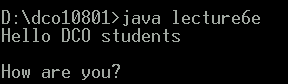 D:\dco10801>java lecture6e
Hello DCO students
How are you?